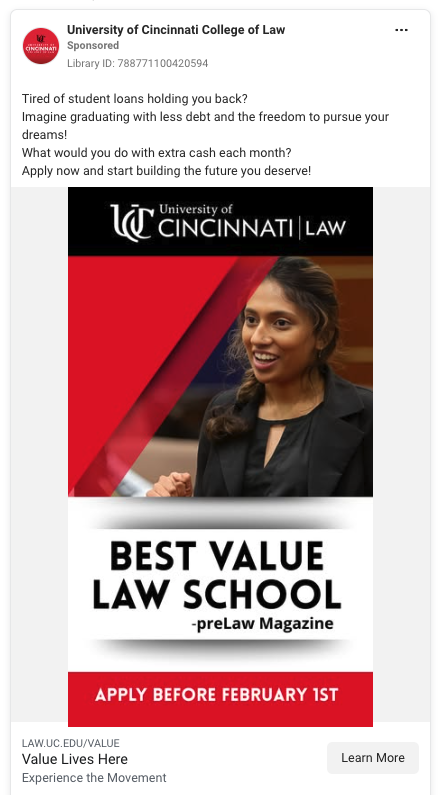 University of Cincinnati College of Law
Sponsored
Library ID: 788771100420594
Tired of student loans holding you back?
Imagine graduating with less debt and the freedom to pursue your
dreams!
What would you do with extra cash each month?
Apply now and start building the future you deserve!
UC University of
CINCINNATI | LAW
BEST VALUE
LAW SCHOOL
-preLaw Magazine
APPLY BEFORE FEBRUARY 1ST
LAW.UC.EDU/VALUE
Value Lives Here
Learn More
Experience the Movement